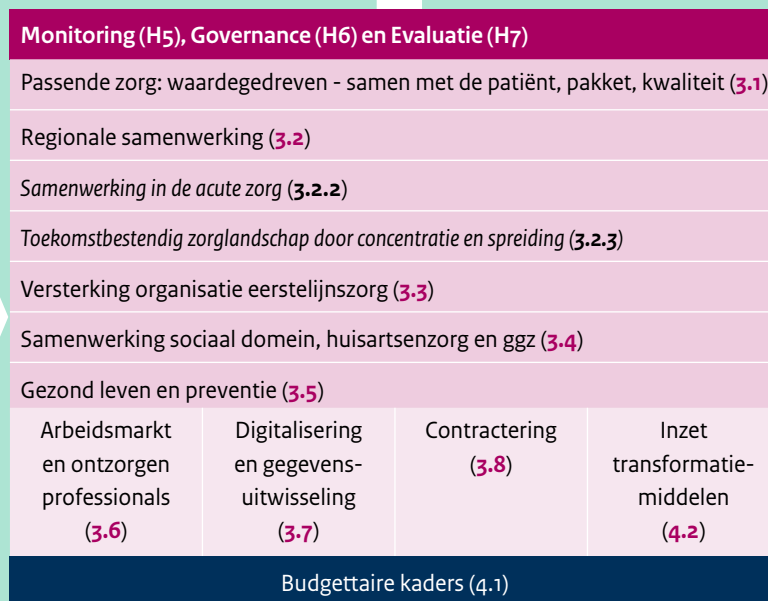 Monitoring (H5), Governance (H6) en Evaluatie (H7)
Passende zorg: waardegedreven - samen met de patiënt, pakket, kwaliteit (3.1)
Regionale samenwerking (3.2)
Samenwerking in de acute zorg (3.2.2)
Toekomstbestendig zorglandschap door concentratie en spreiding (3.2.3)
Versterking organisatie eerstelijnszorg (3.3)
Samenwerking sociaal domein, huisartsenzorg en ggz (3.4)
Gezond leven en preventie (3.5)
Arbeidsmarkt
en ontzorgen
professionals
(3.6)
Digitalisering
en gegevens-
uitwisseling
(3.7)
Contractering
(3.8)
Inzet
transformatie-
middelen
(4.2)
Budgettaire kaders (4.1)